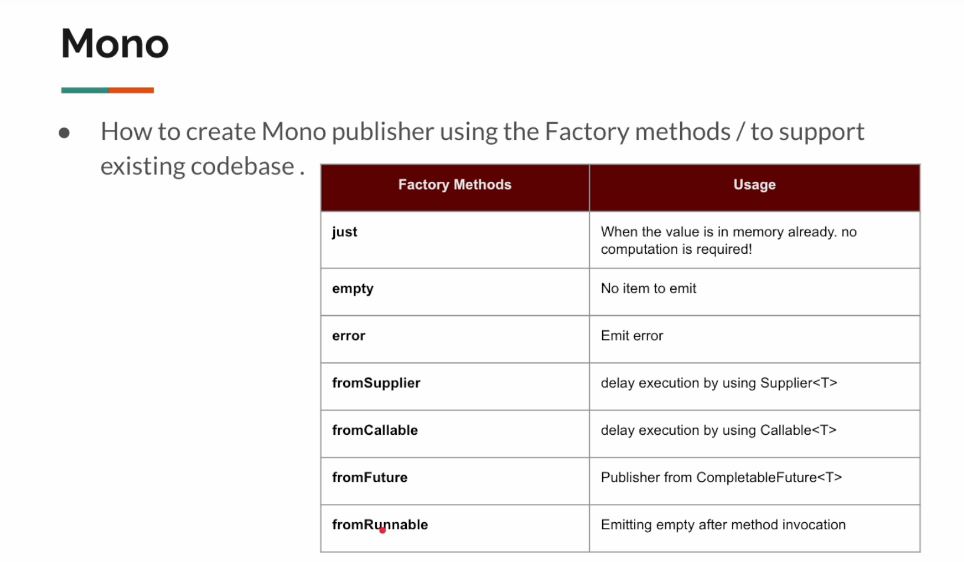 Mono
● How to create Mono publisher using the Factory methods / to support
existing codebase .
Factory Methods Usage
just When the value is in memory already. no
computation is required!
empty No item to emit
error Emit error
fromSupplier delay execution by using Supplier<T>
fromCallable delay execution by using Callable<T>
fromFuture Publisher from CompletableFuture<T>
fromRunnable Emitting empty after method invocation